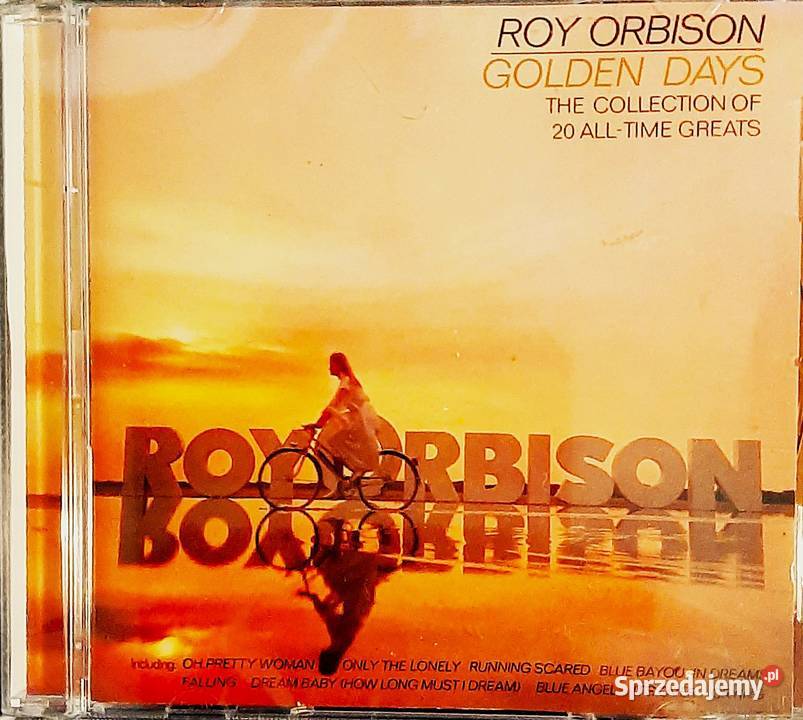 ROY ORBISON
GOLDEN DAYS
THE COLLECTION OF
20 ALL-TIME GREATS
ROY ORBISON
Including: OH, PRETTY WOMAN ONLY THE LONELY RUNNING SCARED BLUE BAYOU IN DREAMS
FALLING DREAM BABY (HOW LONG MUST I DREAM) BLUE ANGEL
Sprzedajemy.pl